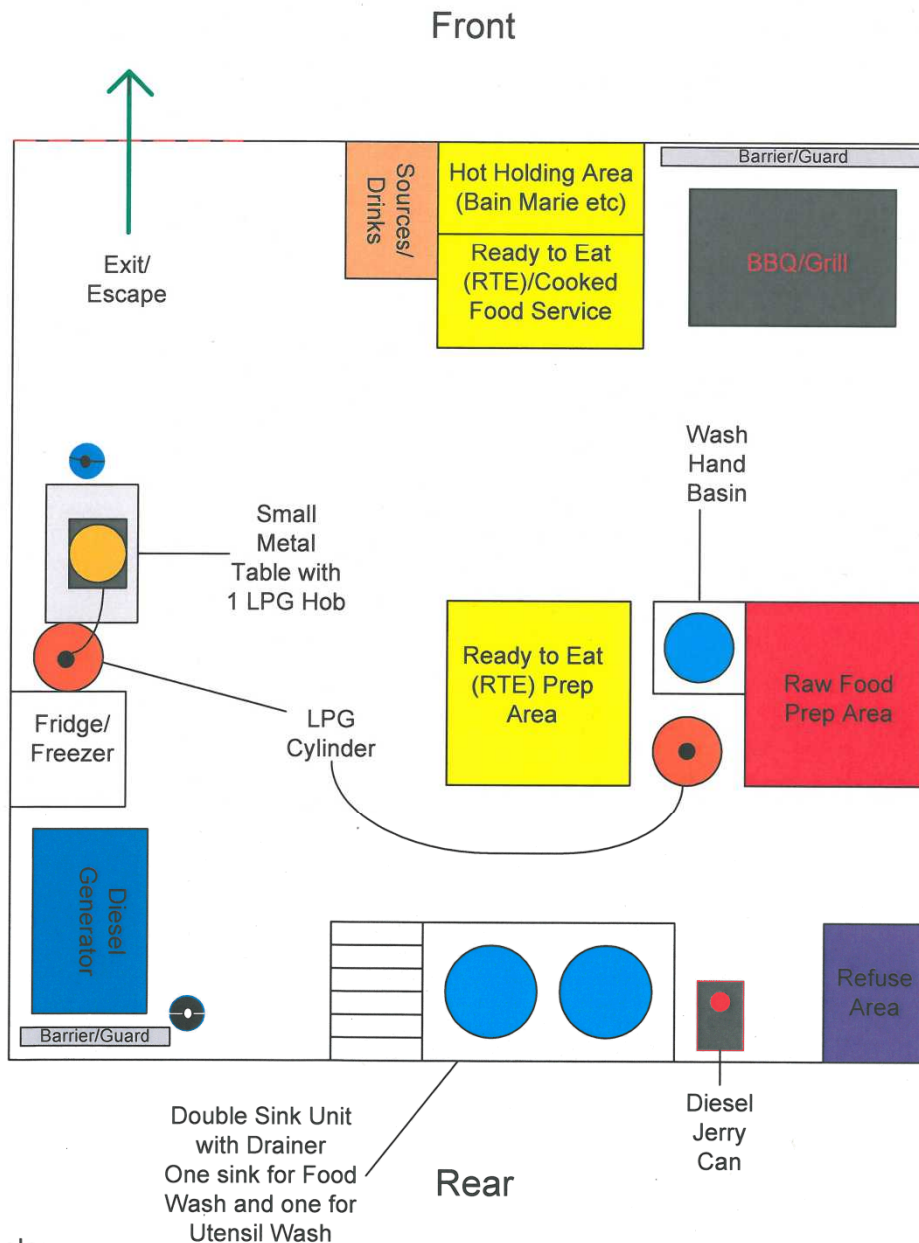 Front
Exit/
Escape
Sources/
Drinks
Hot Holding Area
(Bain Marie etc)
Ready to Eat
(RTE)/Cooked
Food Service
Barrier/Guard
BBQ/Grill
Wash
Hand
Basin
Small
Metal
Table with
1 LPG Hob
Ready to Eat
(RTE) Prep
Area
Raw Food
Prep Area
Fridge/
Freezer
LPG
Cylinder
Diesel
Generator
Barrier/Guard
Refuse
Area
Double Sink Unit
with Drainer
One sink for Food
Wash and one for
Utensil Wash
Diesel
Jerry
Can
Rear